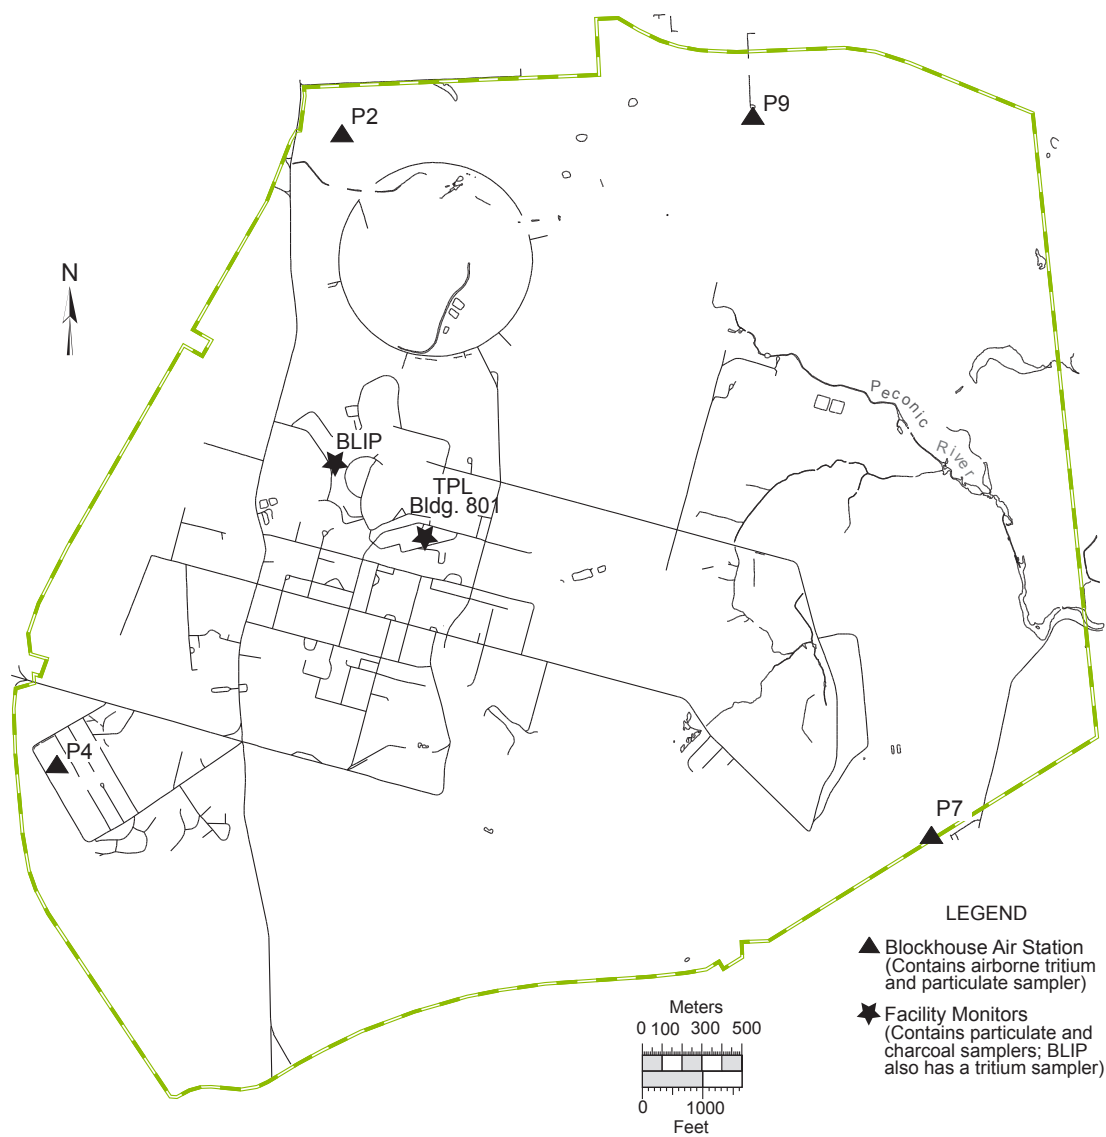 P2
P9
N
Peconic River
BLIP
TPL
Bldg. 801
P4
P7
LEGEND
Blockhouse Air Station
(Contains airborne tritium
and particulate sampler)
Facility Monitors
(Contains particulate and
charcoal samplers; BLIP
also has a tritium sampler)
Meters
0 100 300 500
0 1000
Feet